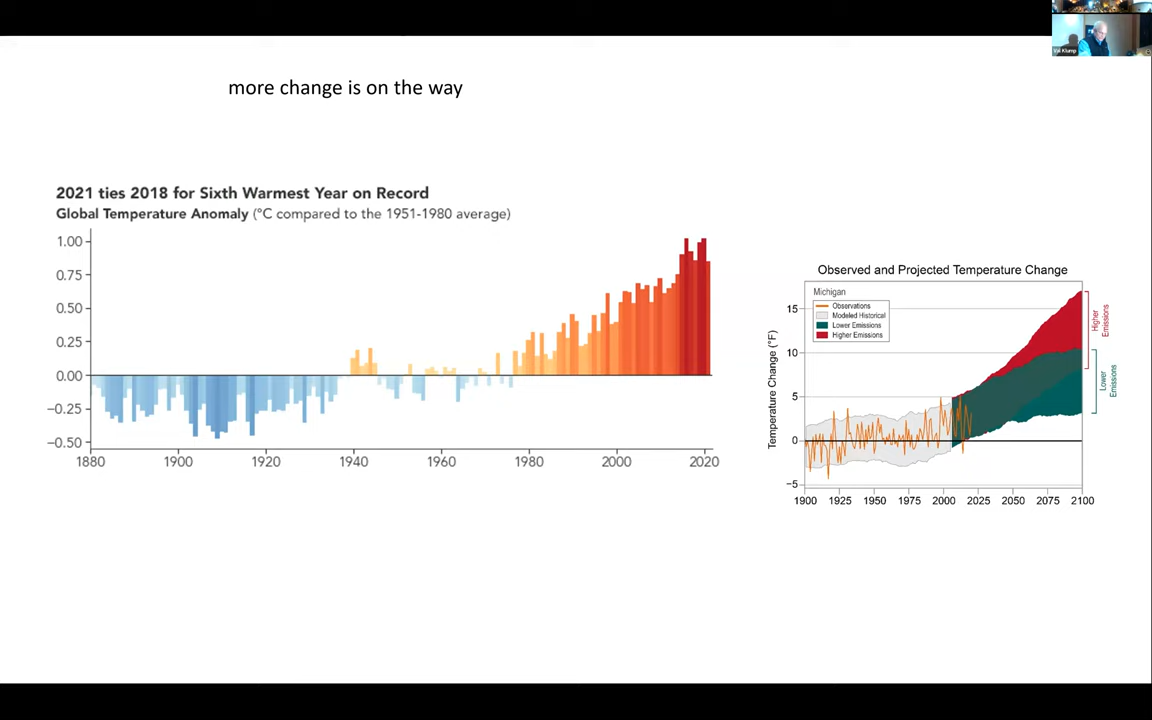 Val Klump
more change is on the way
2021 ties 2018 for Sixth Warmest Year on Record
Global Temperature Anomaly (°C compared to the 1951-1980 average)
1.00
0.75
0.50
0.25
0.00
−0.25
−0.50
1880 1900 1920 1940 1960 1980 2000 2020
Observed and Projected Temperature Change
Michigan
Observations
Modeled Historical
Lower Emissions
Higher Emissions
Temperature Change (°F)
15
10
5
0
−5
1900 1925 1950 1975 2000 2025 2050 2075 2100
Higher
Emissions
Lower
Emissions